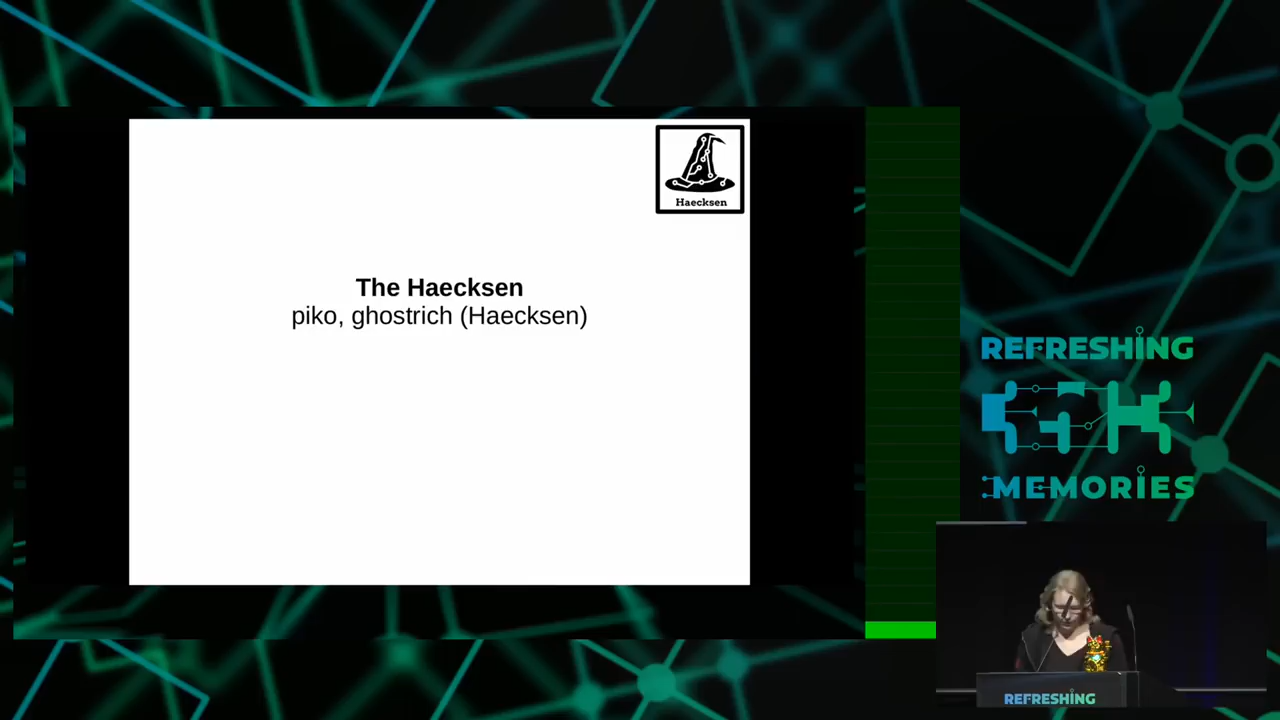 Haecksen
The Haecksen
piko, ghostrich (Haecksen)
REFRESHING
MEMORIES
REFRESHING